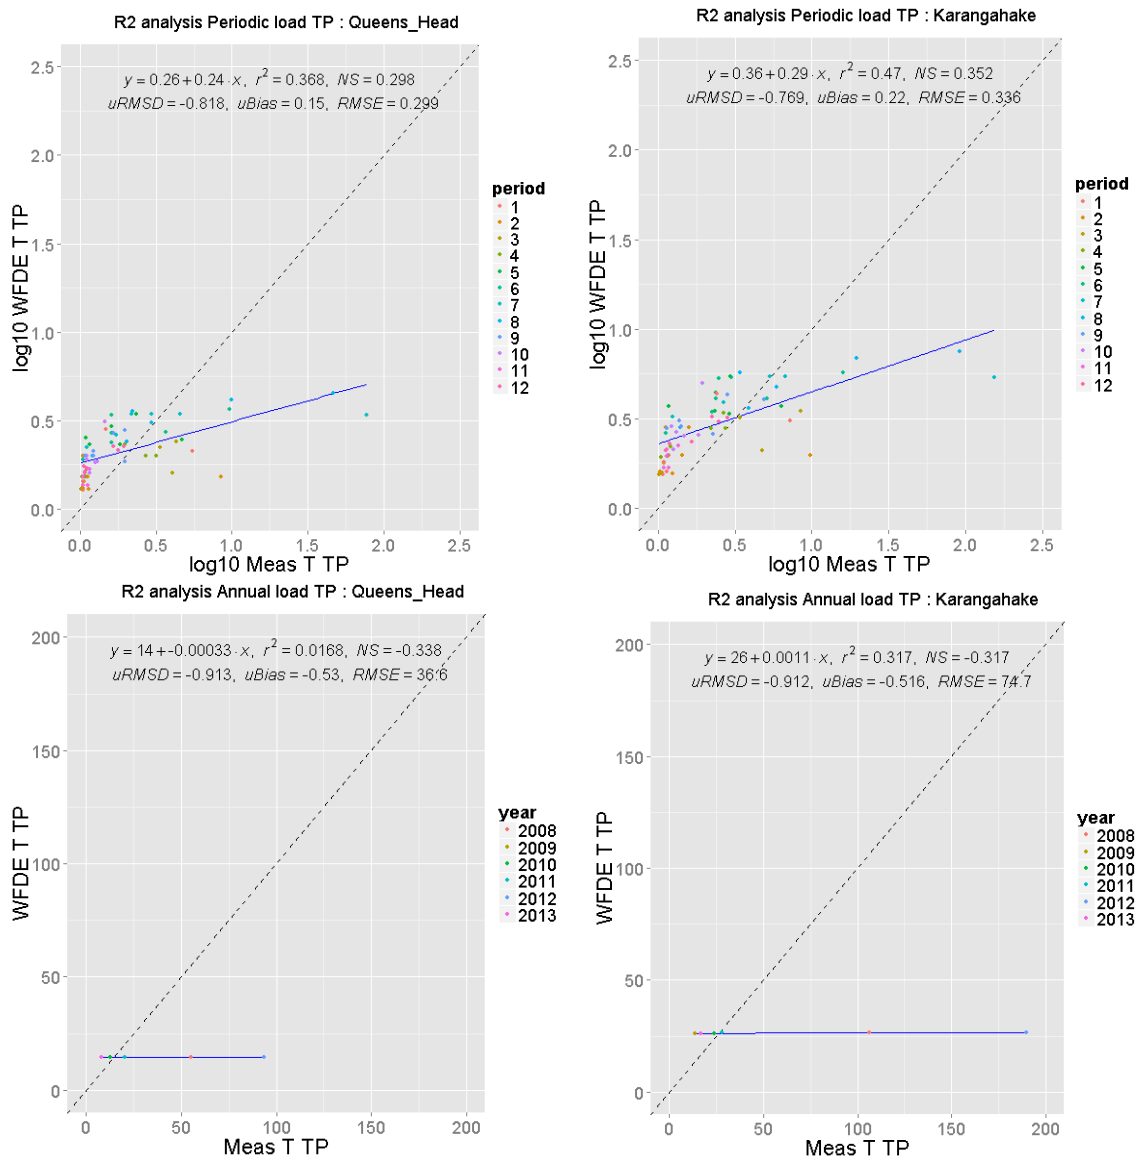 R2 analysis Periodic load TP : Queens_Head
y = 0.26 + 0.24 · x, r² = 0.368, NS = 0.298
uRMSD = -0.818, uBias = 0.15, RMSE = 0.299
log10 WFDE T TP
2.5
2.0
1.5
1.0
0.5
0.0
0.0 0.5 1.0 1.5 2.0 2.5
log10 Meas T TP
period
1
2
3
4
5
6
7
8
9
10
11
12
R2 analysis Periodic load TP : Karangahake
y = 0.36 + 0.29 · x, r² = 0.47, NS = 0.352
uRMSD = -0.769, uBias = 0.22, RMSE = 0.336
log10 WFDE T TP
2.5
2.0
1.5
1.0
0.5
0.0
0.0 0.5 1.0 1.5 2.0 2.5
log10 Meas T TP
period
1
2
3
4
5
6
7
8
9
10
11
12
R2 analysis Annual load TP : Queens_Head
y = 14 + -0.00033 · x, r² = 0.0168, NS = -0.338
uRMSD = -0.913, uBias = -0.53, RMSE = 36.6
WFDE T TP
200
150
100
50
0
0 50 100 150 200
Meas T TP
year
2008
2009
2010
2011
2012
2013
R2 analysis Annual load TP : Karangahake
y = 26 + 0.0011 · x, r² = 0.317, NS = -0.317
uRMSD = -0.912, uBias = -0.516, RMSE = 74.7
WFDE T TP
200
150
100
50
0
0 50 100 150 200
Meas T TP
year
2008
2009
2010
2011
2012
2013